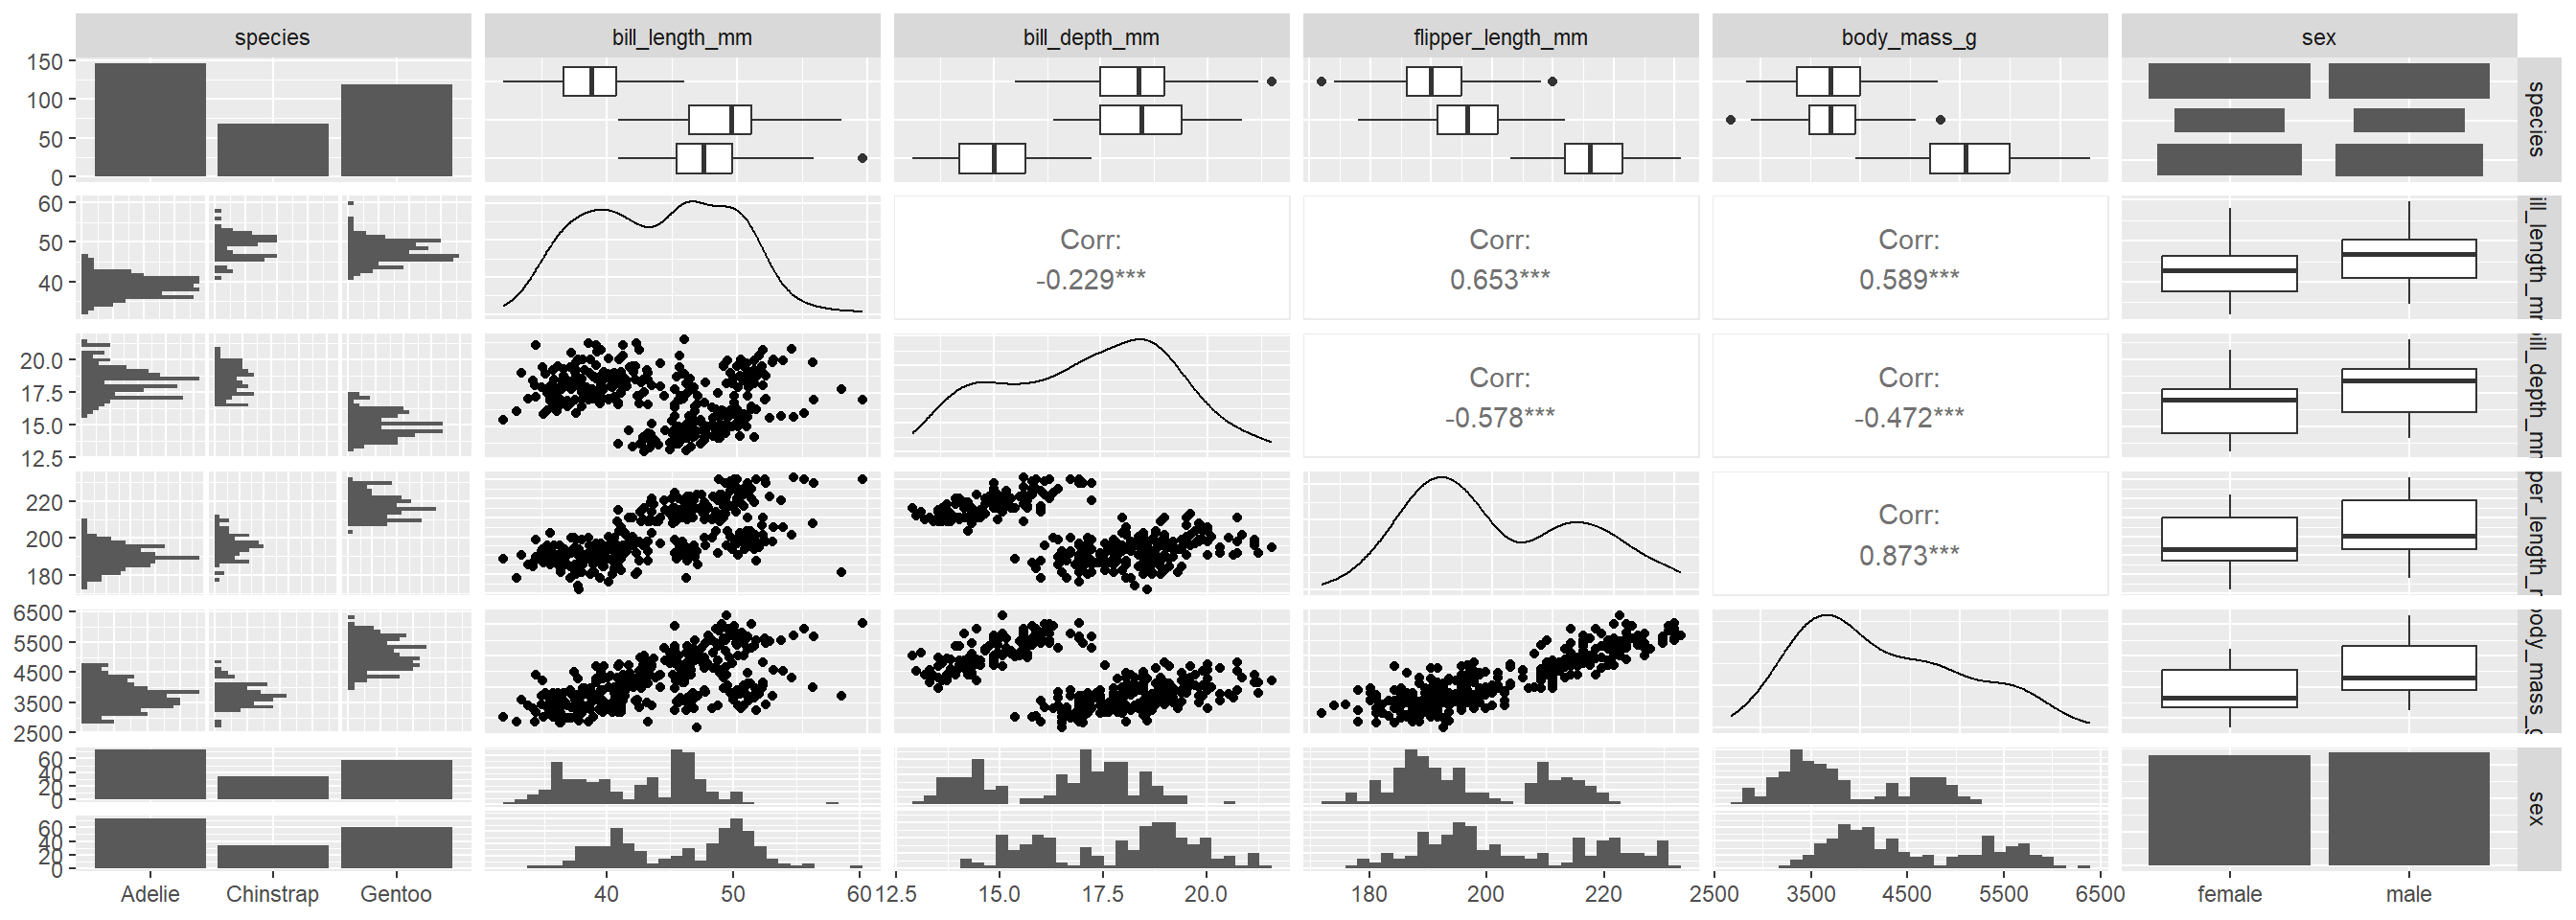 species bill_length_mm bill_depth_mm flipper_length_mm body_mass_g sex
150
100
50
0
species
60
50
40
Corr:
-0.229***
Corr:
0.653***
Corr:
0.589***
ill_length_m
20.0
17.5
15.0
12.5
Corr:
-0.578***
Corr:
-0.472***
ill_depth_m
220
200
180
Corr:
0.873***
per_length_r
6500
5500
4500
3500
2500
body_mass_g
60
40
20
0
60
40
20
0
sex
Adelie Chinstrap Gentoo 40 50 60 12.5 15.0 17.5 20.0 180 200 220 2500 3500 4500 5500 6500 female male